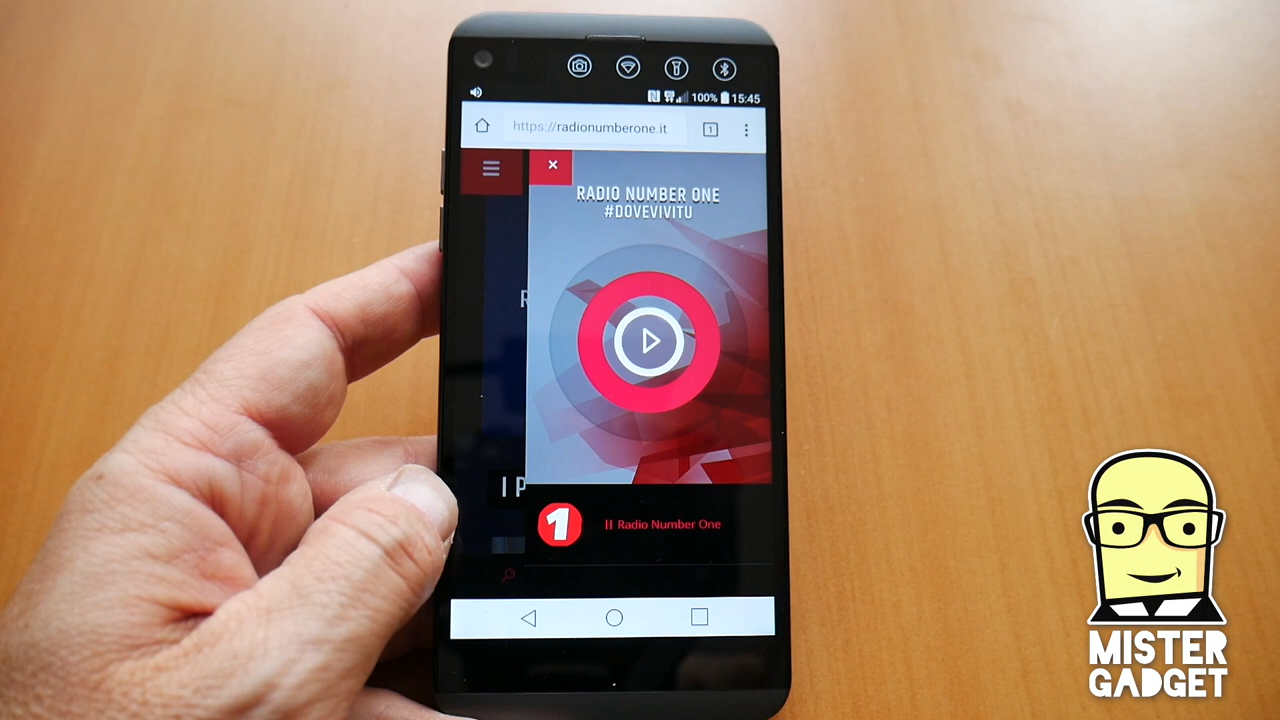 100% 15:45
https://radionumberone.it
1
RADIO NUMBER ONE
#DOVEVIVITU
R
I P
1
Radio Number One
MISTER
GADGET